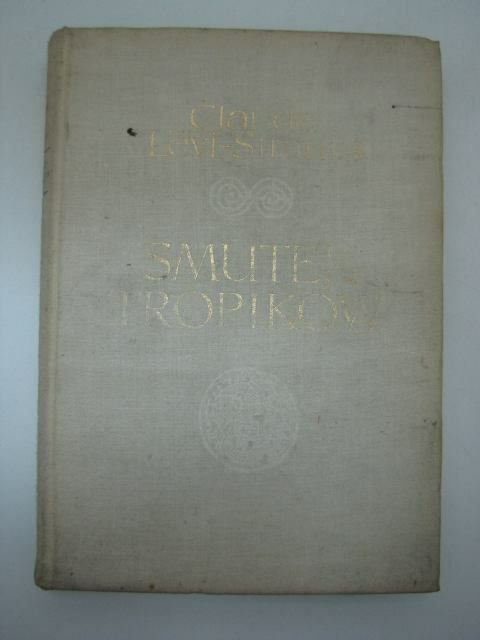 Claude
Lévi-Strauss
SMUTEK
TROPIKÓW